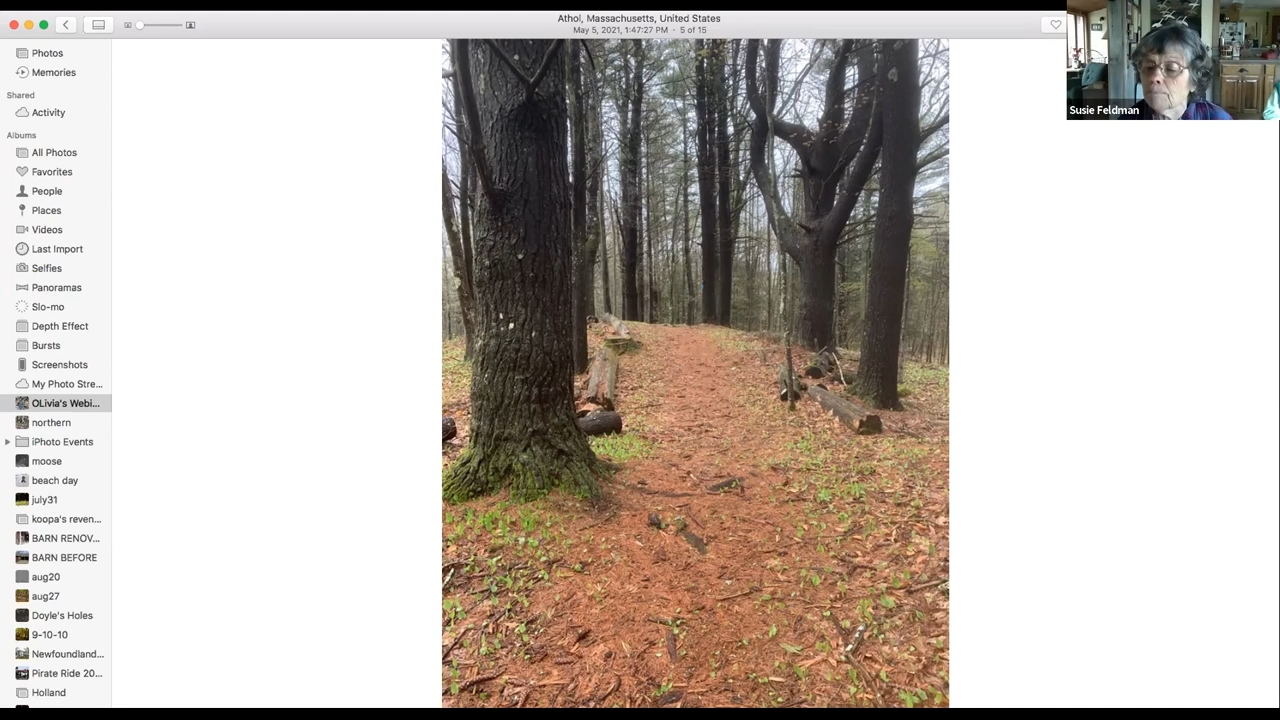 Athol, Massachusetts, United States
May 5, 2021, 1:47:27 PM · 5 of 15
Susie Feldman
Photos
Memories
Shared
Activity
Albums
All Photos
Favorites
People
Places
Videos
Last Import
Selfies
Panoramas
Slo-mo
Depth Effect
Bursts
Screenshots
My Photo Stre...
OLivia's Webi...
northern
iPhoto Events
moose
beach day
july31
koopa's reven...
BARN RENOV...
BARN BEFORE
aug20
aug27
Doyle's Holes
9-10-10
Newfoundland...
Pirate Ride 20...
Holland